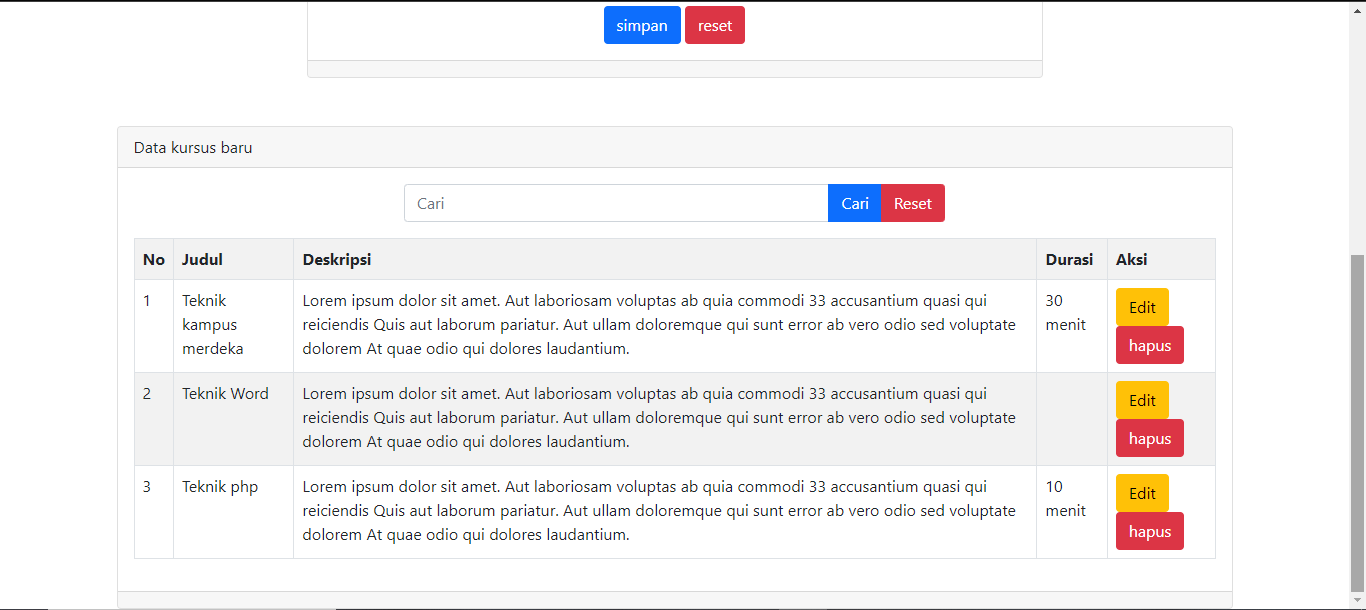 simpan reset
Data kursus baru
Cari Cari Reset
No Judul Deskripsi Durasi Aksi
1 Teknik kampus merdeka Lorem ipsum dolor sit amet. Aut laboriosam voluptas ab quia commodi 33 accusantium quasi qui reiciendis Quis aut laborum pariatur. Aut ullam doloremque qui sunt error ab vero odio sed voluptate dolorem At quae odio qui dolores laudantium. 30 menit Edit hapus
2 Teknik Word Lorem ipsum dolor sit amet. Aut laboriosam voluptas ab quia commodi 33 accusantium quasi qui reiciendis Quis aut laborum pariatur. Aut ullam doloremque qui sunt error ab vero odio sed voluptate dolorem At quae odio qui dolores laudantium. Edit hapus
3 Teknik php Lorem ipsum dolor sit amet. Aut laboriosam voluptas ab quia commodi 33 accusantium quasi qui reiciendis Quis aut laborum pariatur. Aut ullam doloremque qui sunt error ab vero odio sed voluptate dolorem At quae odio qui dolores laudantium. 10 menit Edit hapus